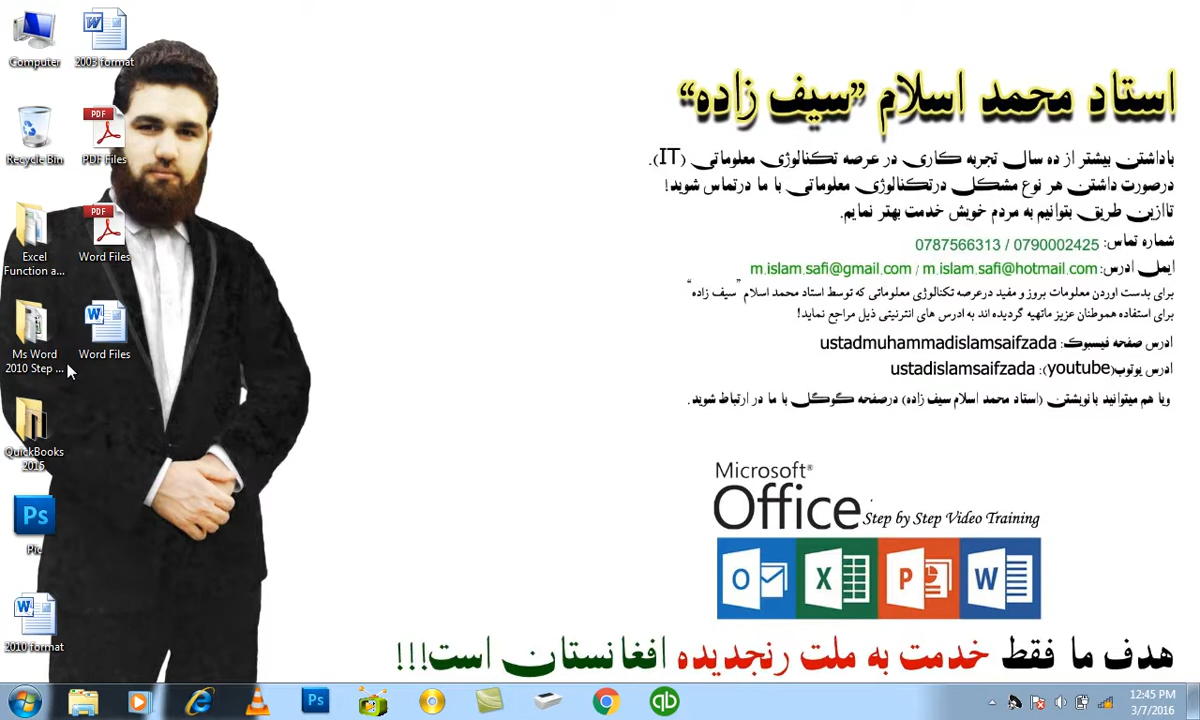 Computer
2003 format
Recycle Bin
PDF Files
Excel
Function a...
Word Files
Ms Word
2010 Step ...
Word Files
QuickBooks
2015
Ps
Pic
2010 format
استاد محمد اسلام "سیف زاده"
باداشتن بیشتر از ده سال تجربه کاری در عرصه تکنالوژی معلوماتی (IT).
درصورت داشتن هر نوع مشکل درتکنالوژی معلوماتی با ما درتماس شوید!
تاازین طریق بتوانیم به مردم خویش خدمت بهتر نمایم.
شماره تماس: 0787566313 / 0790002425
ایمل ادرس: m.islam.safi@gmail.com / m.islam.safi@hotmail.com
برای بدست اوردن معلومات بروز و مفید درعرصه تکنالوژی معلوماتی که توسط استاد محمد اسلام "سیف زاده"
برای استفاده هموطنان عزیز ماتهیه گردیده اند به ادرس های انترنیتی ذیل مراجع نماید!
ادرس صفحه فیسبوک: ustadmuhammadislamsaifzada
ادرس یوتوب(youtube): ustadislamsaifzada
ویا هم میتوانید بانویشتن (استاد محمد اسلام سیف زاده) درصفحه گوگل با ما در ارتباط شوید.
Microsoft®
Office Step by Step Video Training
هدف ما فقط خدمت به ملت رنجدیده افغانستان است!!!
12:45 PM
3/7/2016